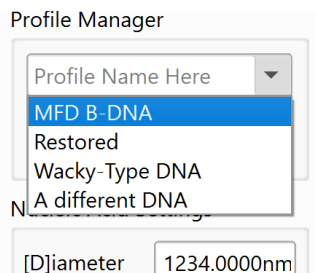 Profile Manager
Profile Name Here
MFD B-DNA
Restored
Wacky-Type DNA
A different DNA
[D]iameter 1234.0000nm